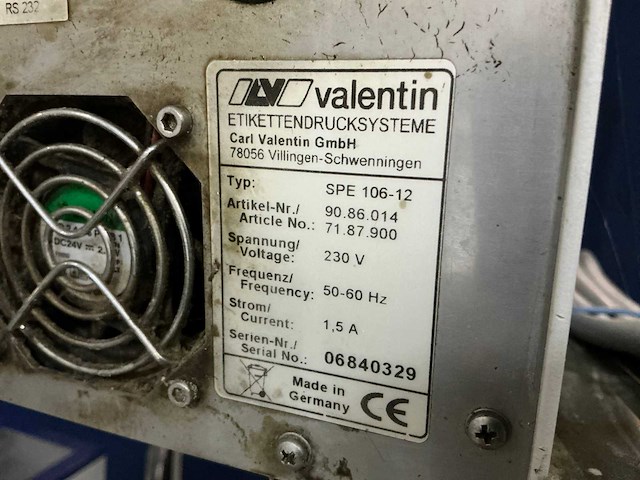 RS 232
valentin
ETIKETTENDRUCKSYSTEME
Carl Valentin GmbH
78056 Villingen-Schwenningen
Typ: SPE 106-12
Artikel-Nr./ 90.86.014
Article No.: 71.87.900
Spannung/
Voltage: 230 V
Frequenz/
Frequency: 50-60 Hz
Strom/
Current: 1,5 A
Serien-Nr./
Serial No.: 06840329
Made in
Germany
CE
DC24V